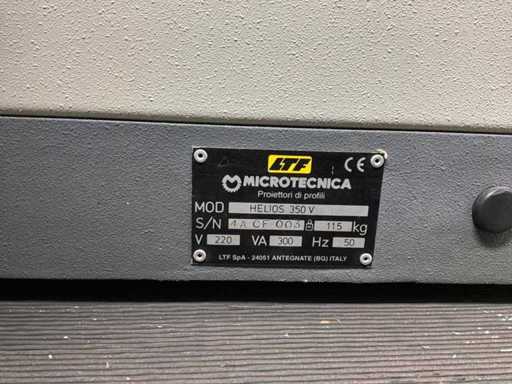 LTF CE
MICROTECNICA
Proiettori di profili
MOD HELIOS 350 V
S/N 4A CF 003 115 kg
V 220 VA 300 Hz 50
LTF SpA - 24051 ANTEGNATE (BG) ITALY